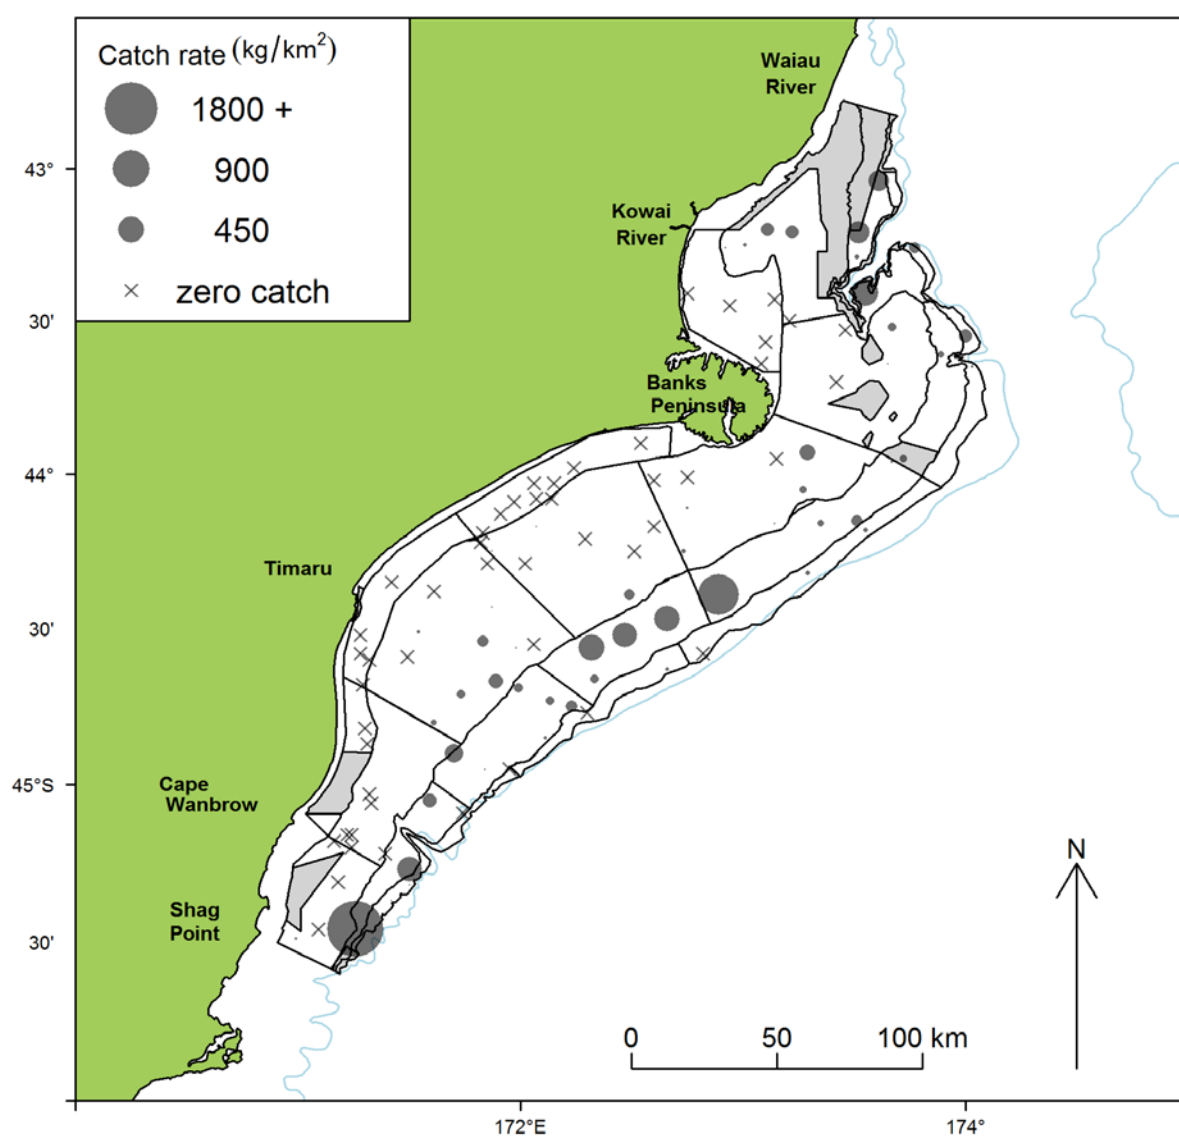 Catch rate (kg/km²)
1800 +
900
450
zero catch
Waiau
River
43°
Kowai
River
30'
Banks
Peninsula
44°
Timaru
30'
45°S
Cape
Wanbrow
N
Shag
Point
30'
0 50 100 km
172°E 174°